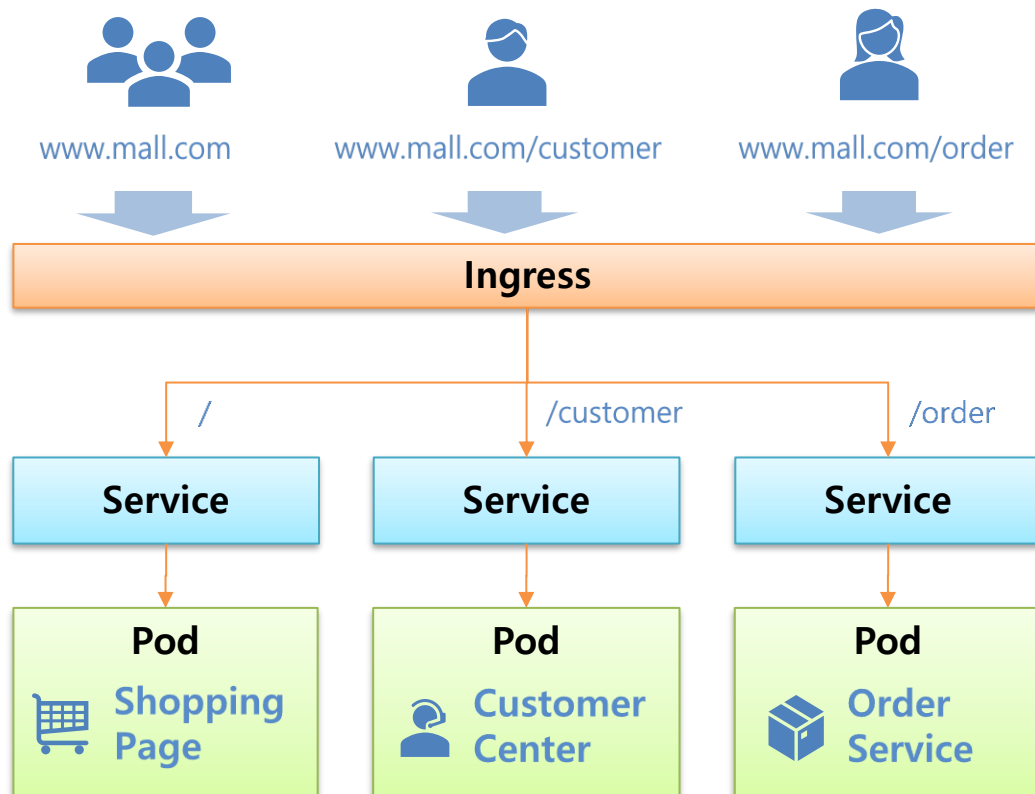 www.mall.com
www.mall.com/customer
www.mall.com/order
Ingress
/
/customer
/order
Service
Service
Service
Pod
Shopping
Page
Pod
Customer
Center
Pod
Order
Service